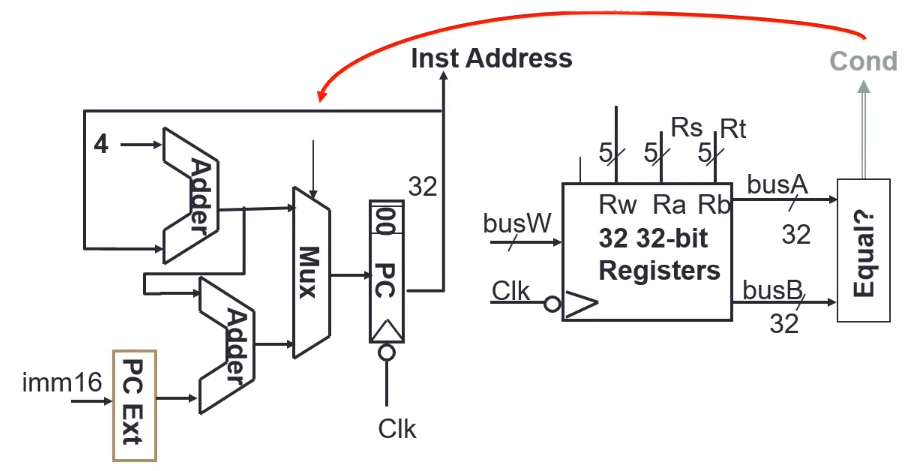 Inst Address
Cond
4
Adder
Mux
00
PC
32
Adder
imm16
PC Ext
Clk
Rs
Rt
5
5
5
busW
Rw
Ra
Rb
32 32-bit
Registers
Clk
busA
32
busB
32
Equal?